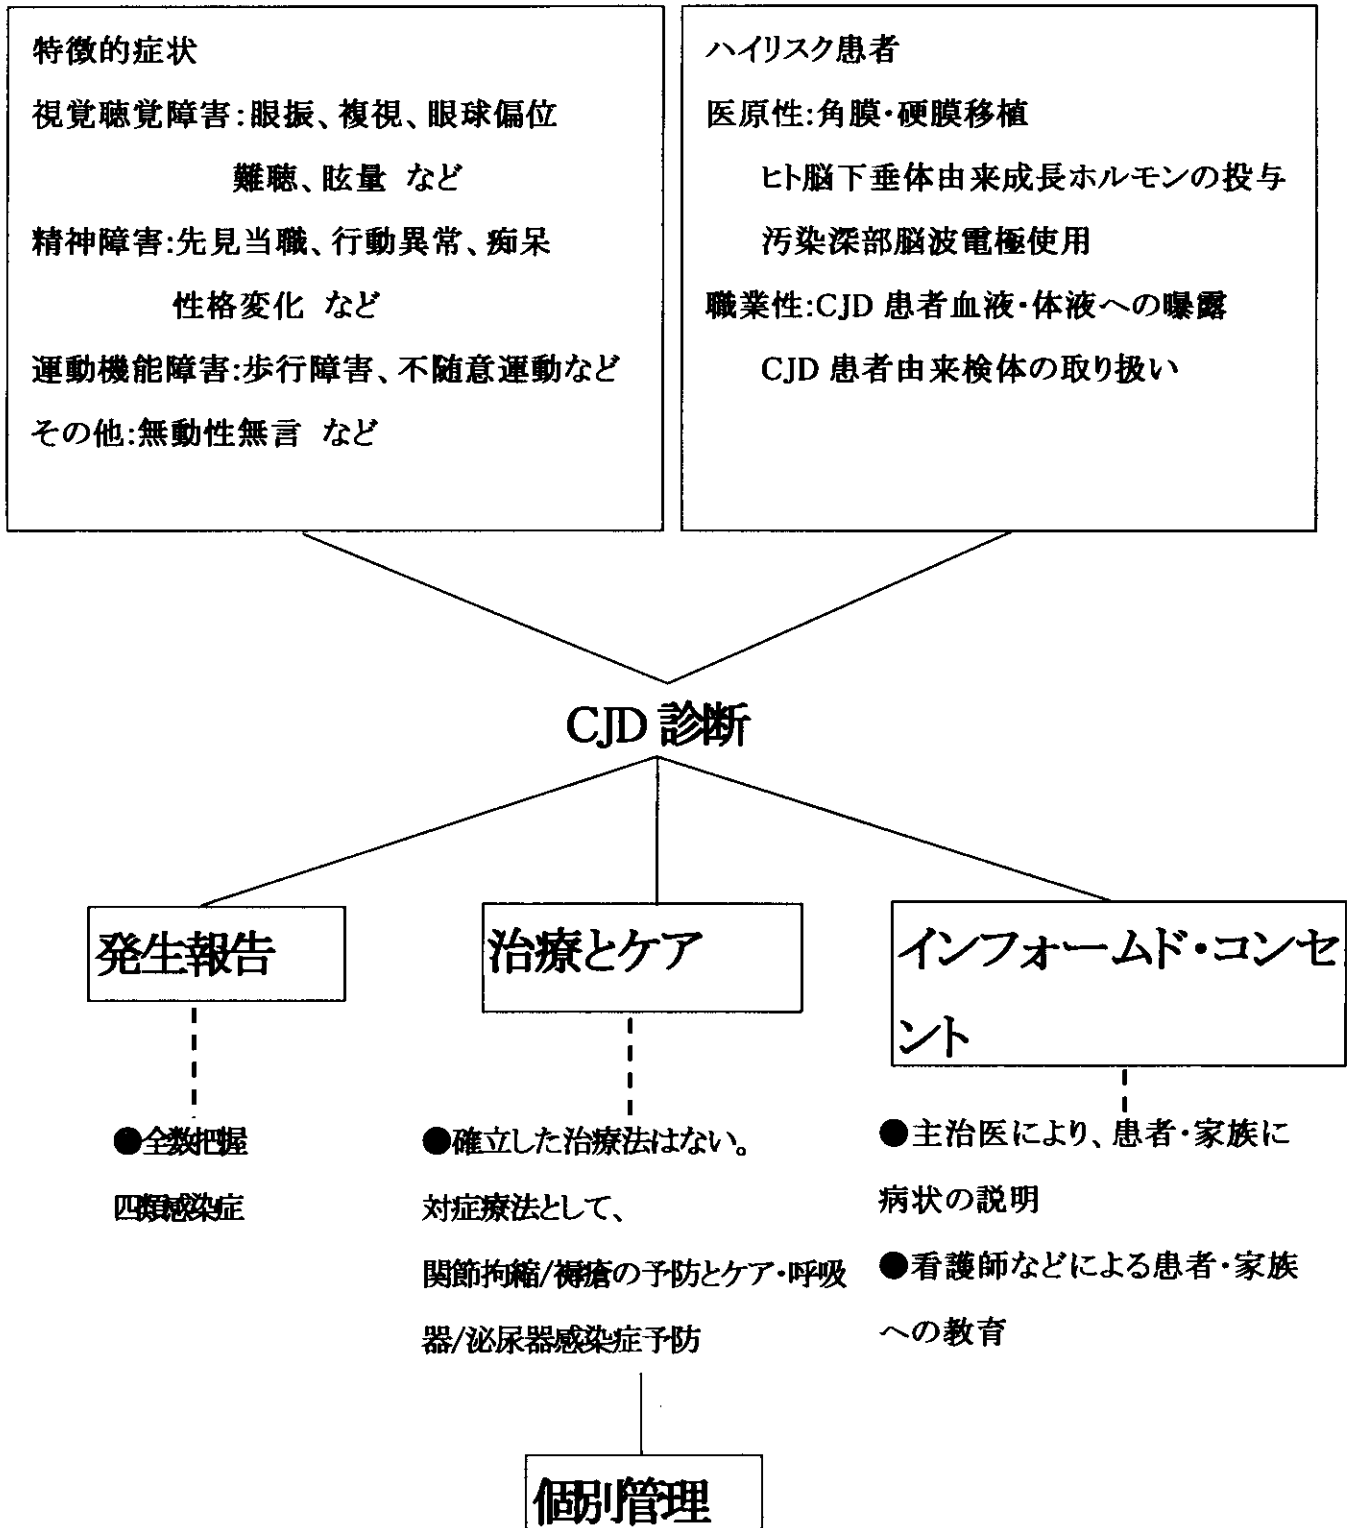 特徴的症状
視覚聴覚障害:眼振、複視、眼球偏位
難聴、眩量 など
精神障害:先見当職、行動異常、痴呆
性格変化 など
運動機能障害:歩行障害、不随意運動など
その他:無動性無言 など
ハイリスク患者
医原性:角膜・硬膜移植
ヒト脳下垂体由来成長ホルモンの投与
汚染深部脳波電極使用
職業性:CJD 患者血液・体液への曝露
CJD 患者由来検体の取り扱い
CJD 診断
発生報告
●全数把握
四類感染症
治療とケア
●確立した治療法はない。
対症療法として、
関節拘縮/褥瘡の予防とケア・呼吸
器/泌尿器感染症予防
インフォームド・コンセ
ント
●主治医により、患者・家族に
病状の説明
●看護師などによる患者・家族
への教育
個別管理